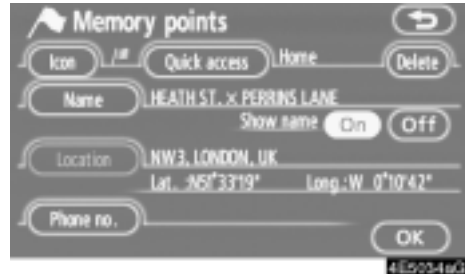 Memory points
Icon Quick access Home Delete
Name HEATH ST. × PERRINS LANE
Show name On Off
Location NW3, LONDON, UK
Lat. :N51°33'19" Long.:W 0°10'42"
Phone no.
OK